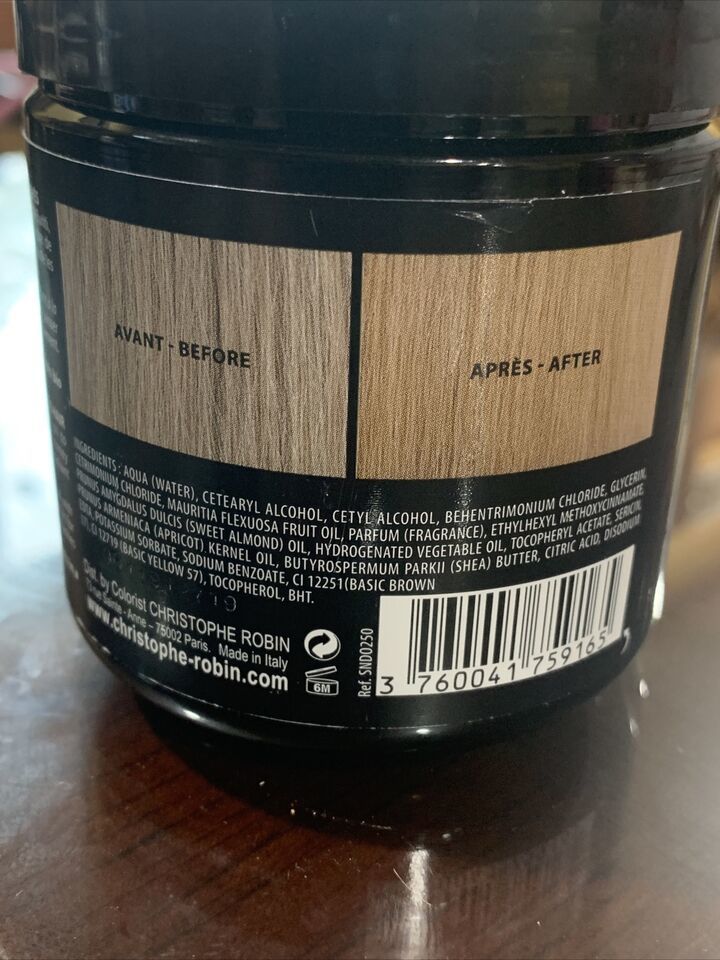 AVANT - BEFORE
APRÈS - AFTER
INGREDIENTS : AQUA (WATER), CETEARYL ALCOHOL, CETYL ALCOHOL, BEHENTRIMONIUM CHLORIDE, GLYCERIN,
CETRIMONIUM CHLORIDE, MAURITIA FLEXUOSA FRUIT OIL, PARFUM (FRAGRANCE), ETHYLHEXYL METHOXYCINNAMATE,
PRUNUS AMYGDALUS DULCIS (SWEET ALMOND) OIL, HYDROGENATED VEGETABLE OIL, TOCOPHERYL ACETATE, SERICIN,
PRUNUS ARMENIACA (APRICOT) KERNEL OIL, BUTYROSPERMUM PARKII (SHEA) BUTTER, CITRIC ACID, DISODIUM
EDTA, POTASSIUM SORBATE, SODIUM BENZOATE, CI 12251(BASIC BROWN
17), CI 12719 (BASIC YELLOW 57), TOCOPHEROL, BHT.
Dist. by Colorist CHRISTOPHE ROBIN
Anne - 75002 Paris. Made in Italy
www.christophe-robin.com
6M
Ref. SND0250
3 760041 759165